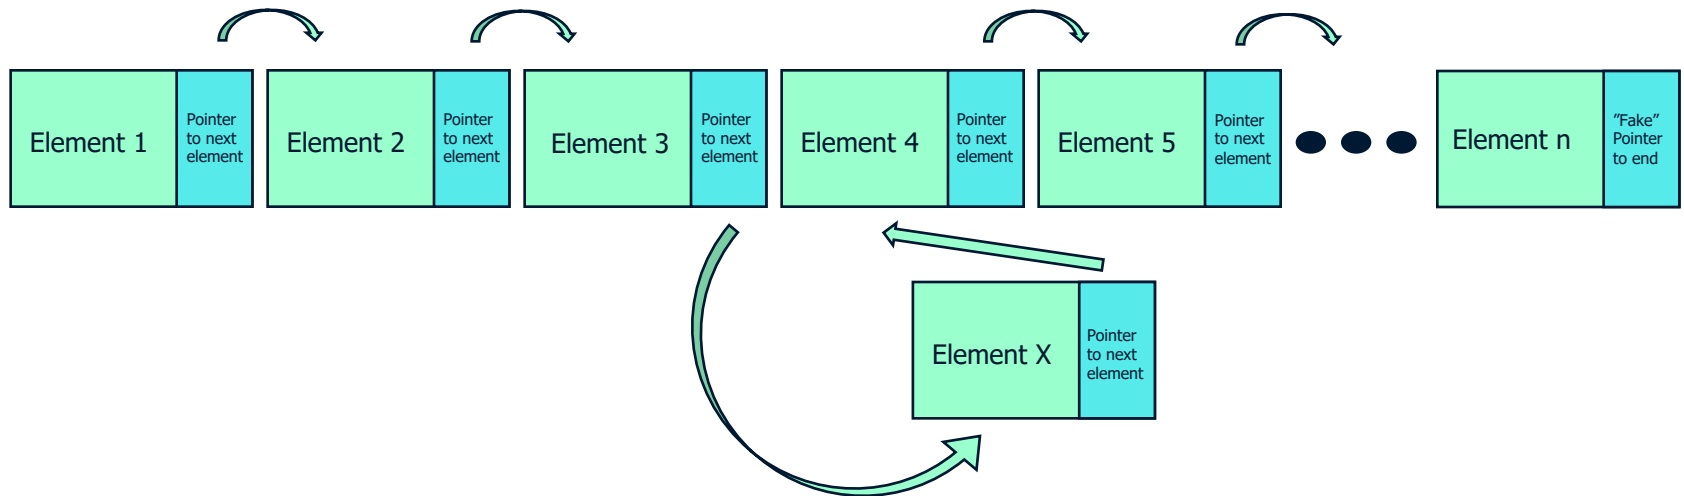 Element 1
Pointer
to next
element
Element 2
Pointer
to next
element
Element 3
Pointer
to next
element
Element 4
Pointer
to next
element
Element 5
Pointer
to next
element
Element n
”Fake”
Pointer
to end
Element X
Pointer
to next
element